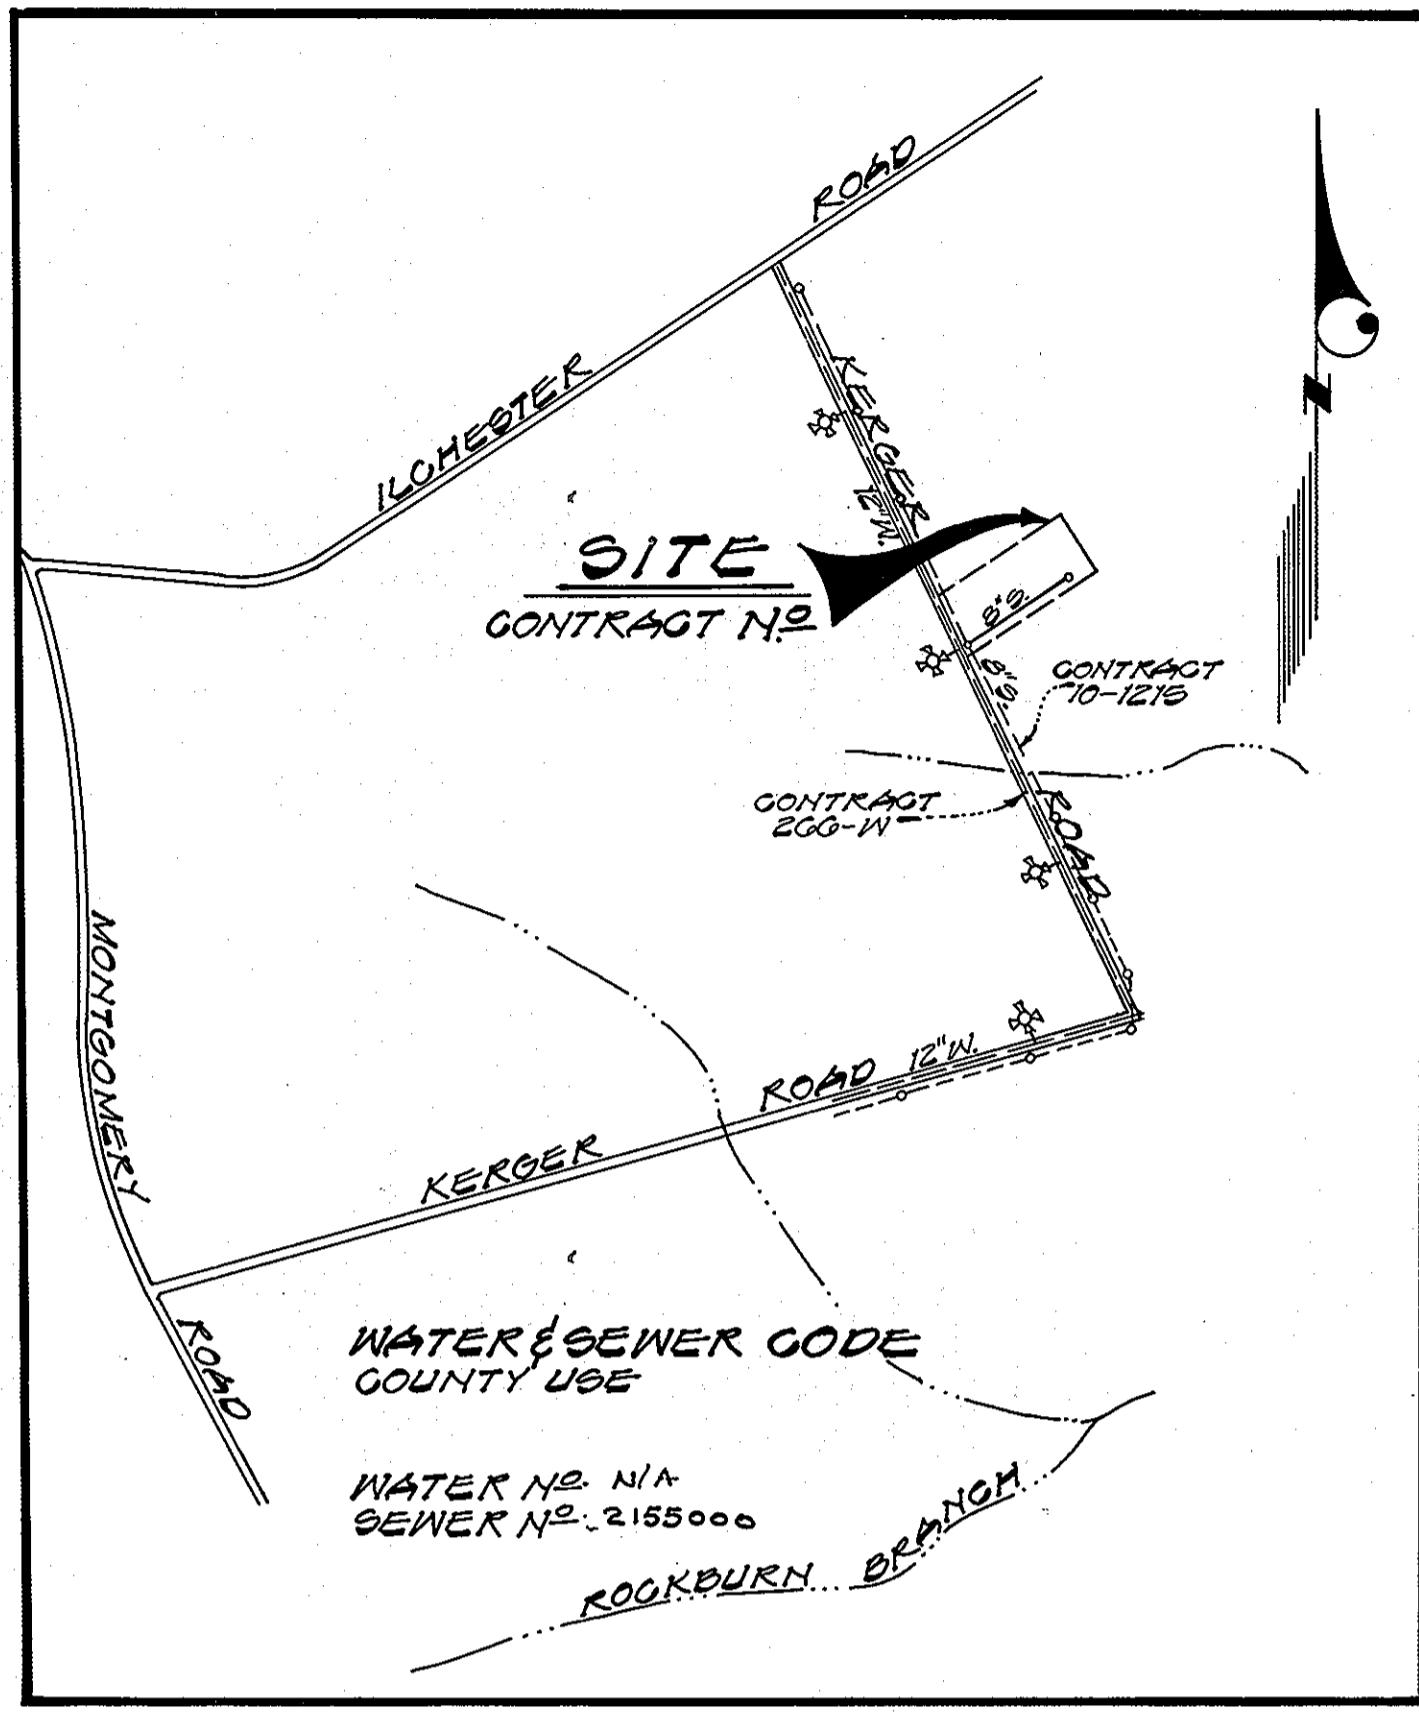 ILCHESTER ROAD
KERGER ROAD
12"W.
SITE
CONTRACT Nº
8"S.
8"S.
CONTRACT
10-1215
CONTRACT
266-W
N
MONTGOMERY ROAD
KERGER ROAD
12"W.
WATER & SEWER CODE
COUNTY USE
WATER Nº. N/A
SEWER Nº: 2155000
ROCKBURN BRANCH